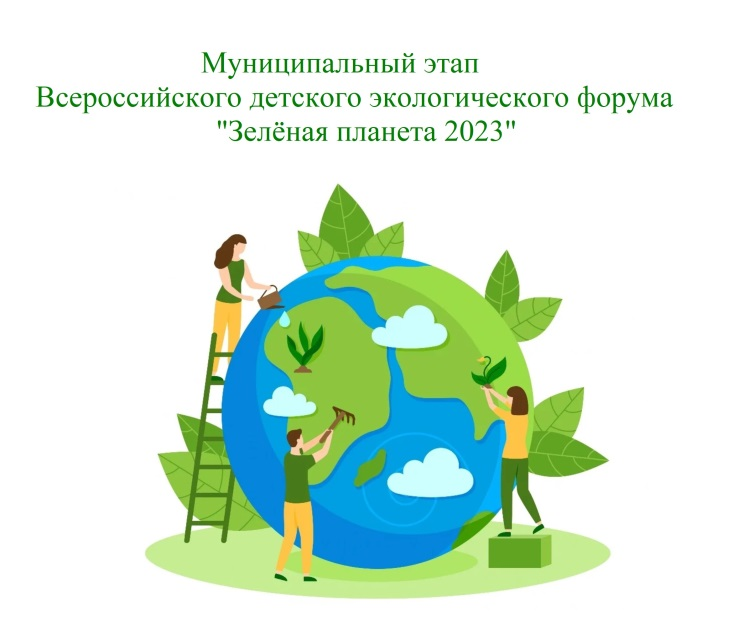 Муниципальный этап
Всероссийского детского экологического форума
"Зелёная планета 2023"